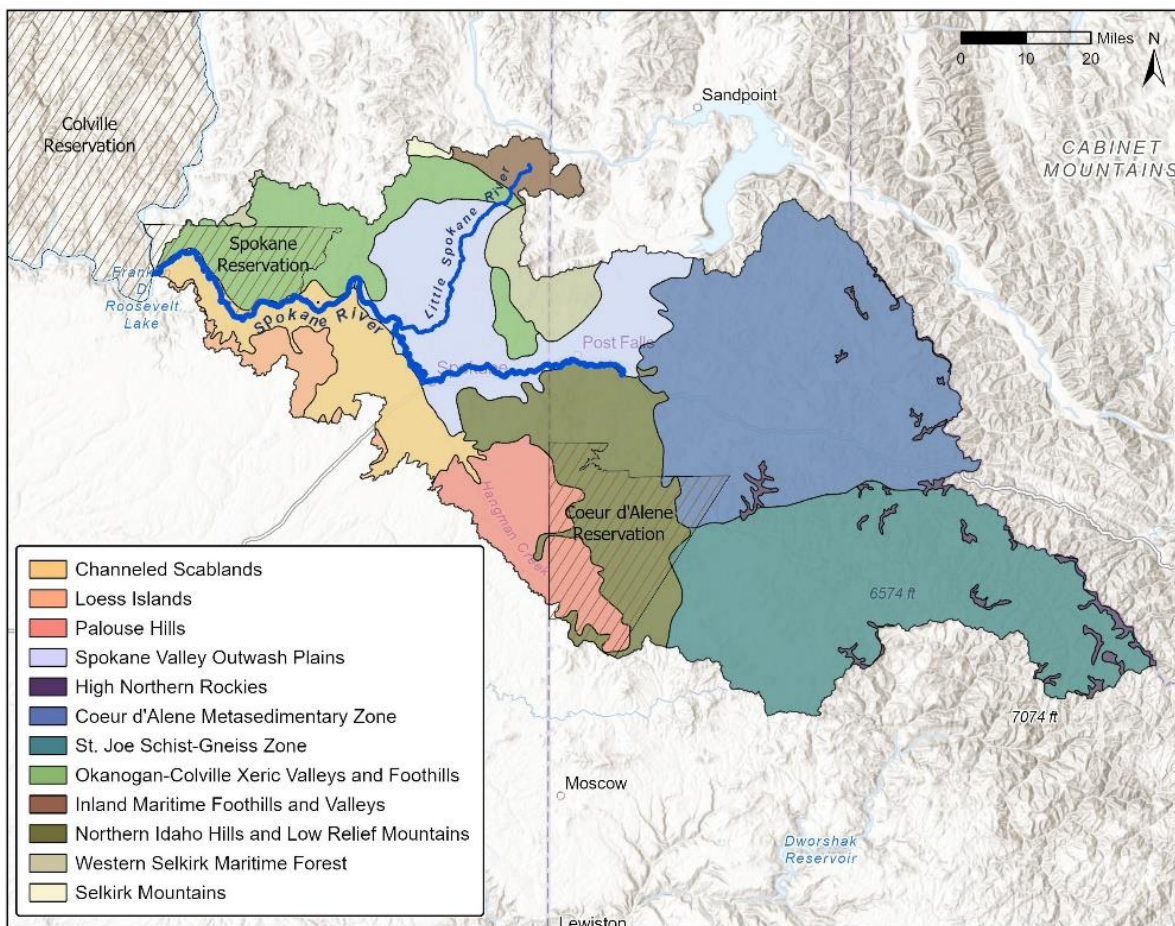 Miles
N
0
10
20
Sandpoint
Colville
Reservation
CABINET
MOUNTAINS
Little Spokane River
Spokane
Reservation
Franklin D
Roosevelt
Lake
Spokane River
Post Falls
Spokane
Hangman Creek
Coeur d'Alene
Reservation
6574 ft
7074 ft
Moscow
Dworshak
Reservoir
Lewiston
Channeled Scablands
Loess Islands
Palouse Hills
Spokane Valley Outwash Plains
High Northern Rockies
Coeur d'Alene Metasedimentary Zone
St. Joe Schist-Gneiss Zone
Okanogan-Colville Xeric Valleys and Foothills
Inland Maritime Foothills and Valleys
Northern Idaho Hills and Low Relief Mountains
Western Selkirk Maritime Forest
Selkirk Mountains